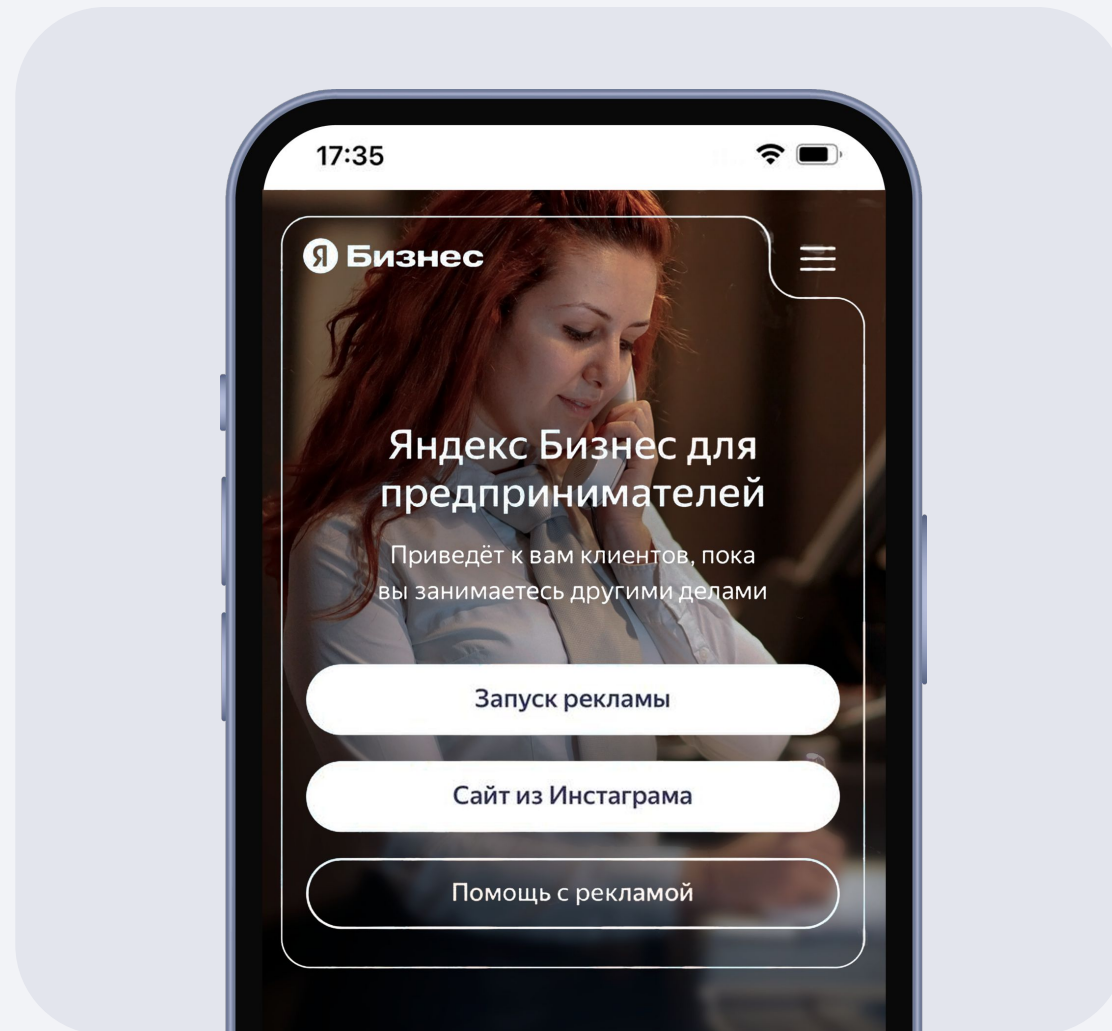 17:35
Я Бизнес
Яндекс Бизнес для
предпринимателей
Приведёт к вам клиентов, пока
вы занимаетесь другими делами
Запуск рекламы
Сайт из Инстаграма
Помощь с рекламой